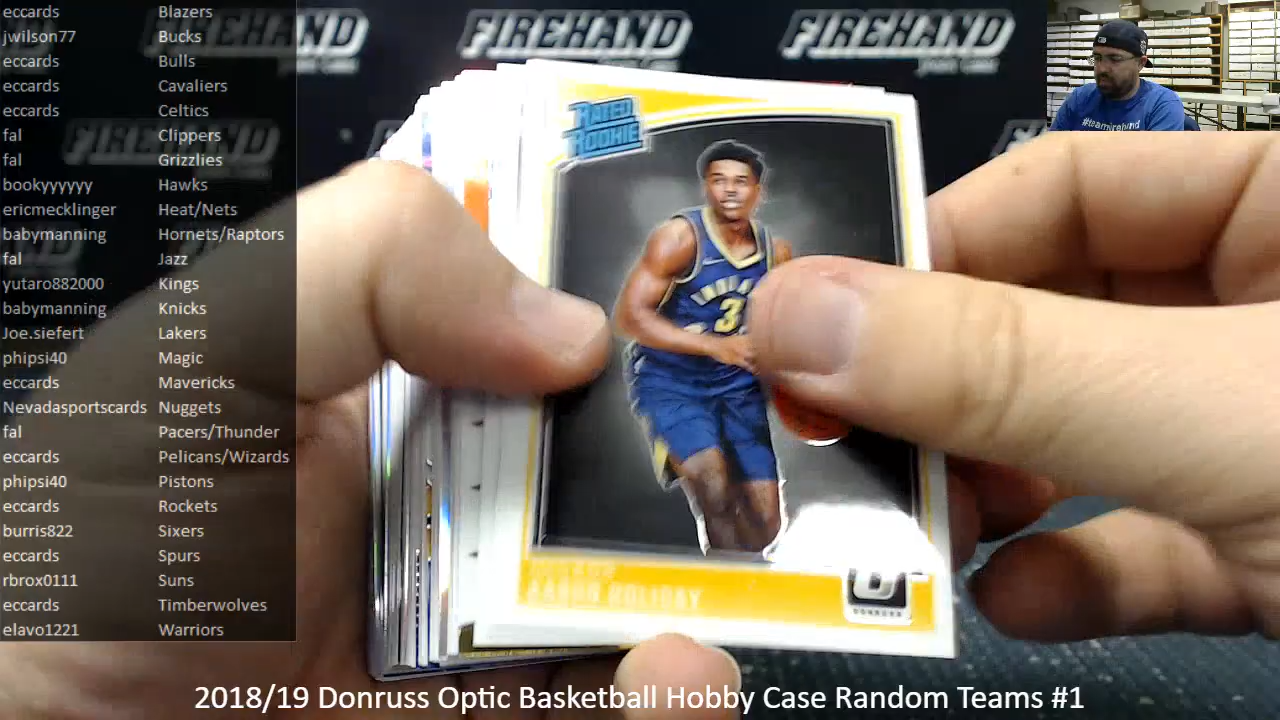 eccards Blazers
jwilson77 Bucks
eccards Bulls
eccards Cavaliers
eccards Celtics
fal Clippers
fal Grizzlies
bookyyyyyy Hawks
ericmecklinger Heat/Nets
babymanning Hornets/Raptors
fal Jazz
yutaro882000 Kings
babymanning Knicks
Joe.siefert Lakers
phipsi40 Magic
eccards Mavericks
Nevadasportscards Nuggets
fal Pacers/Thunder
eccards Pelicans/Wizards
phipsi40 Pistons
eccards Rockets
burris822 Sixers
eccards Spurs
rbrox0111 Suns
eccards Timberwolves
elavo1221 Warriors
FIREHAND
FIREHAND
FIREHAND
FIREHAND
#teamfirehand
RATED
ROOKIE
3
AARON HOLIDAY
DONRUSS
2018/19 Donruss Optic Basketball Hobby Case Random Teams #1